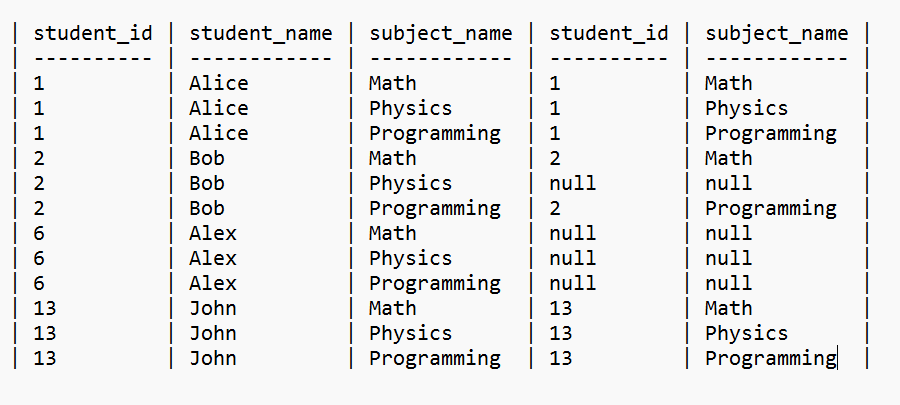 | student_id | student_name | subject_name | student_id | subject_name |
| ---------- | ------------ | ------------ | ---------- | ------------ |
| 1          | Alice        | Math         | 1          | Math         |
| 1          | Alice        | Physics      | 1          | Physics      |
| 1          | Alice        | Programming  | 1          | Programming  |
| 2          | Bob          | Math         | 2          | Math         |
| 2          | Bob          | Physics      | null       | null         |
| 2          | Bob          | Programming  | 2          | Programming  |
| 6          | Alex         | Math         | null       | null         |
| 6          | Alex         | Physics      | null       | null         |
| 6          | Alex         | Programming  | null       | null         |
| 13         | John         | Math         | 13         | Math         |
| 13         | John         | Physics      | 13         | Physics      |
| 13         | John         | Programming  | 13         | Programming  |